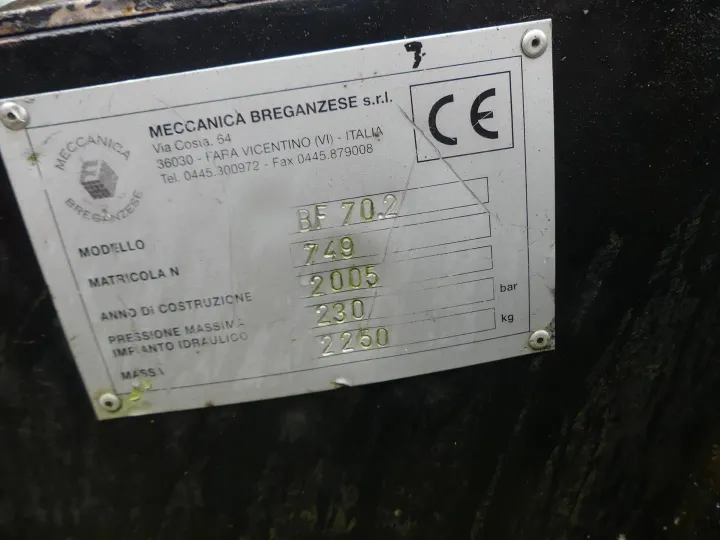 7
MECCANICA BREGANZESE s.r.l.
Via Costa, 64
36030 - FARA VICENTINO (VI) - ITALIA
Tel. 0445.300972 - Fax 0445.879008
CE
MECCANICA
BREGANZESE
MODELLO BF 70.2
MATRICOLA N 749
ANNO DI COSTRUZIONE 2005
PRESSIONE MASSIMA
IMPIANTO IDRAULICO 230 bar
MASSA 2250 kg